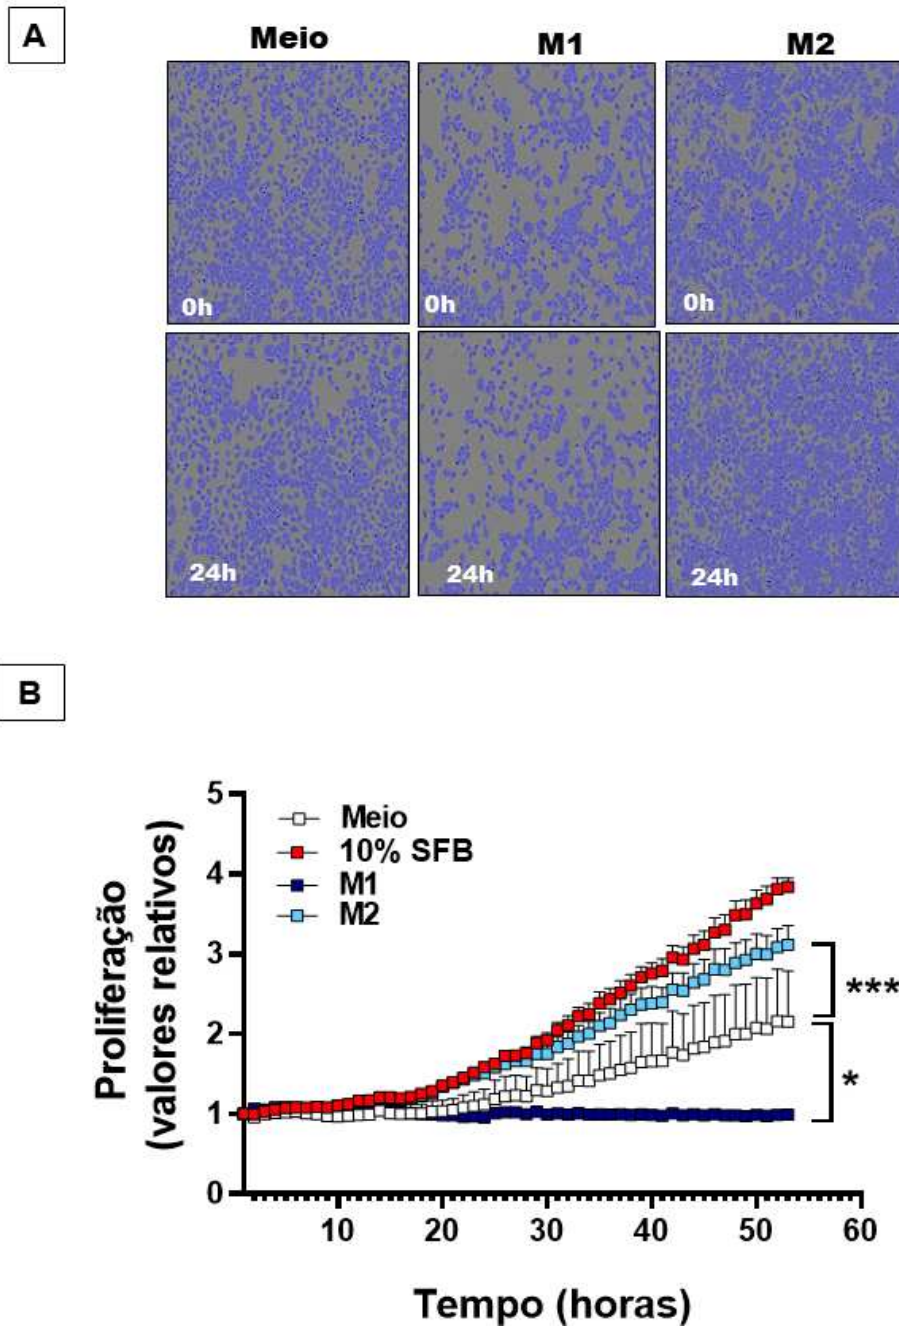 A
Meio
M1
M2
0h
0h
0h
24h
24h
24h
B
Proliferação
(valores relativos)
5
4
3
2
1
0
Meio
10% SFB
M1
M2
***
*
10
20
30
40
50
60
Tempo (horas)